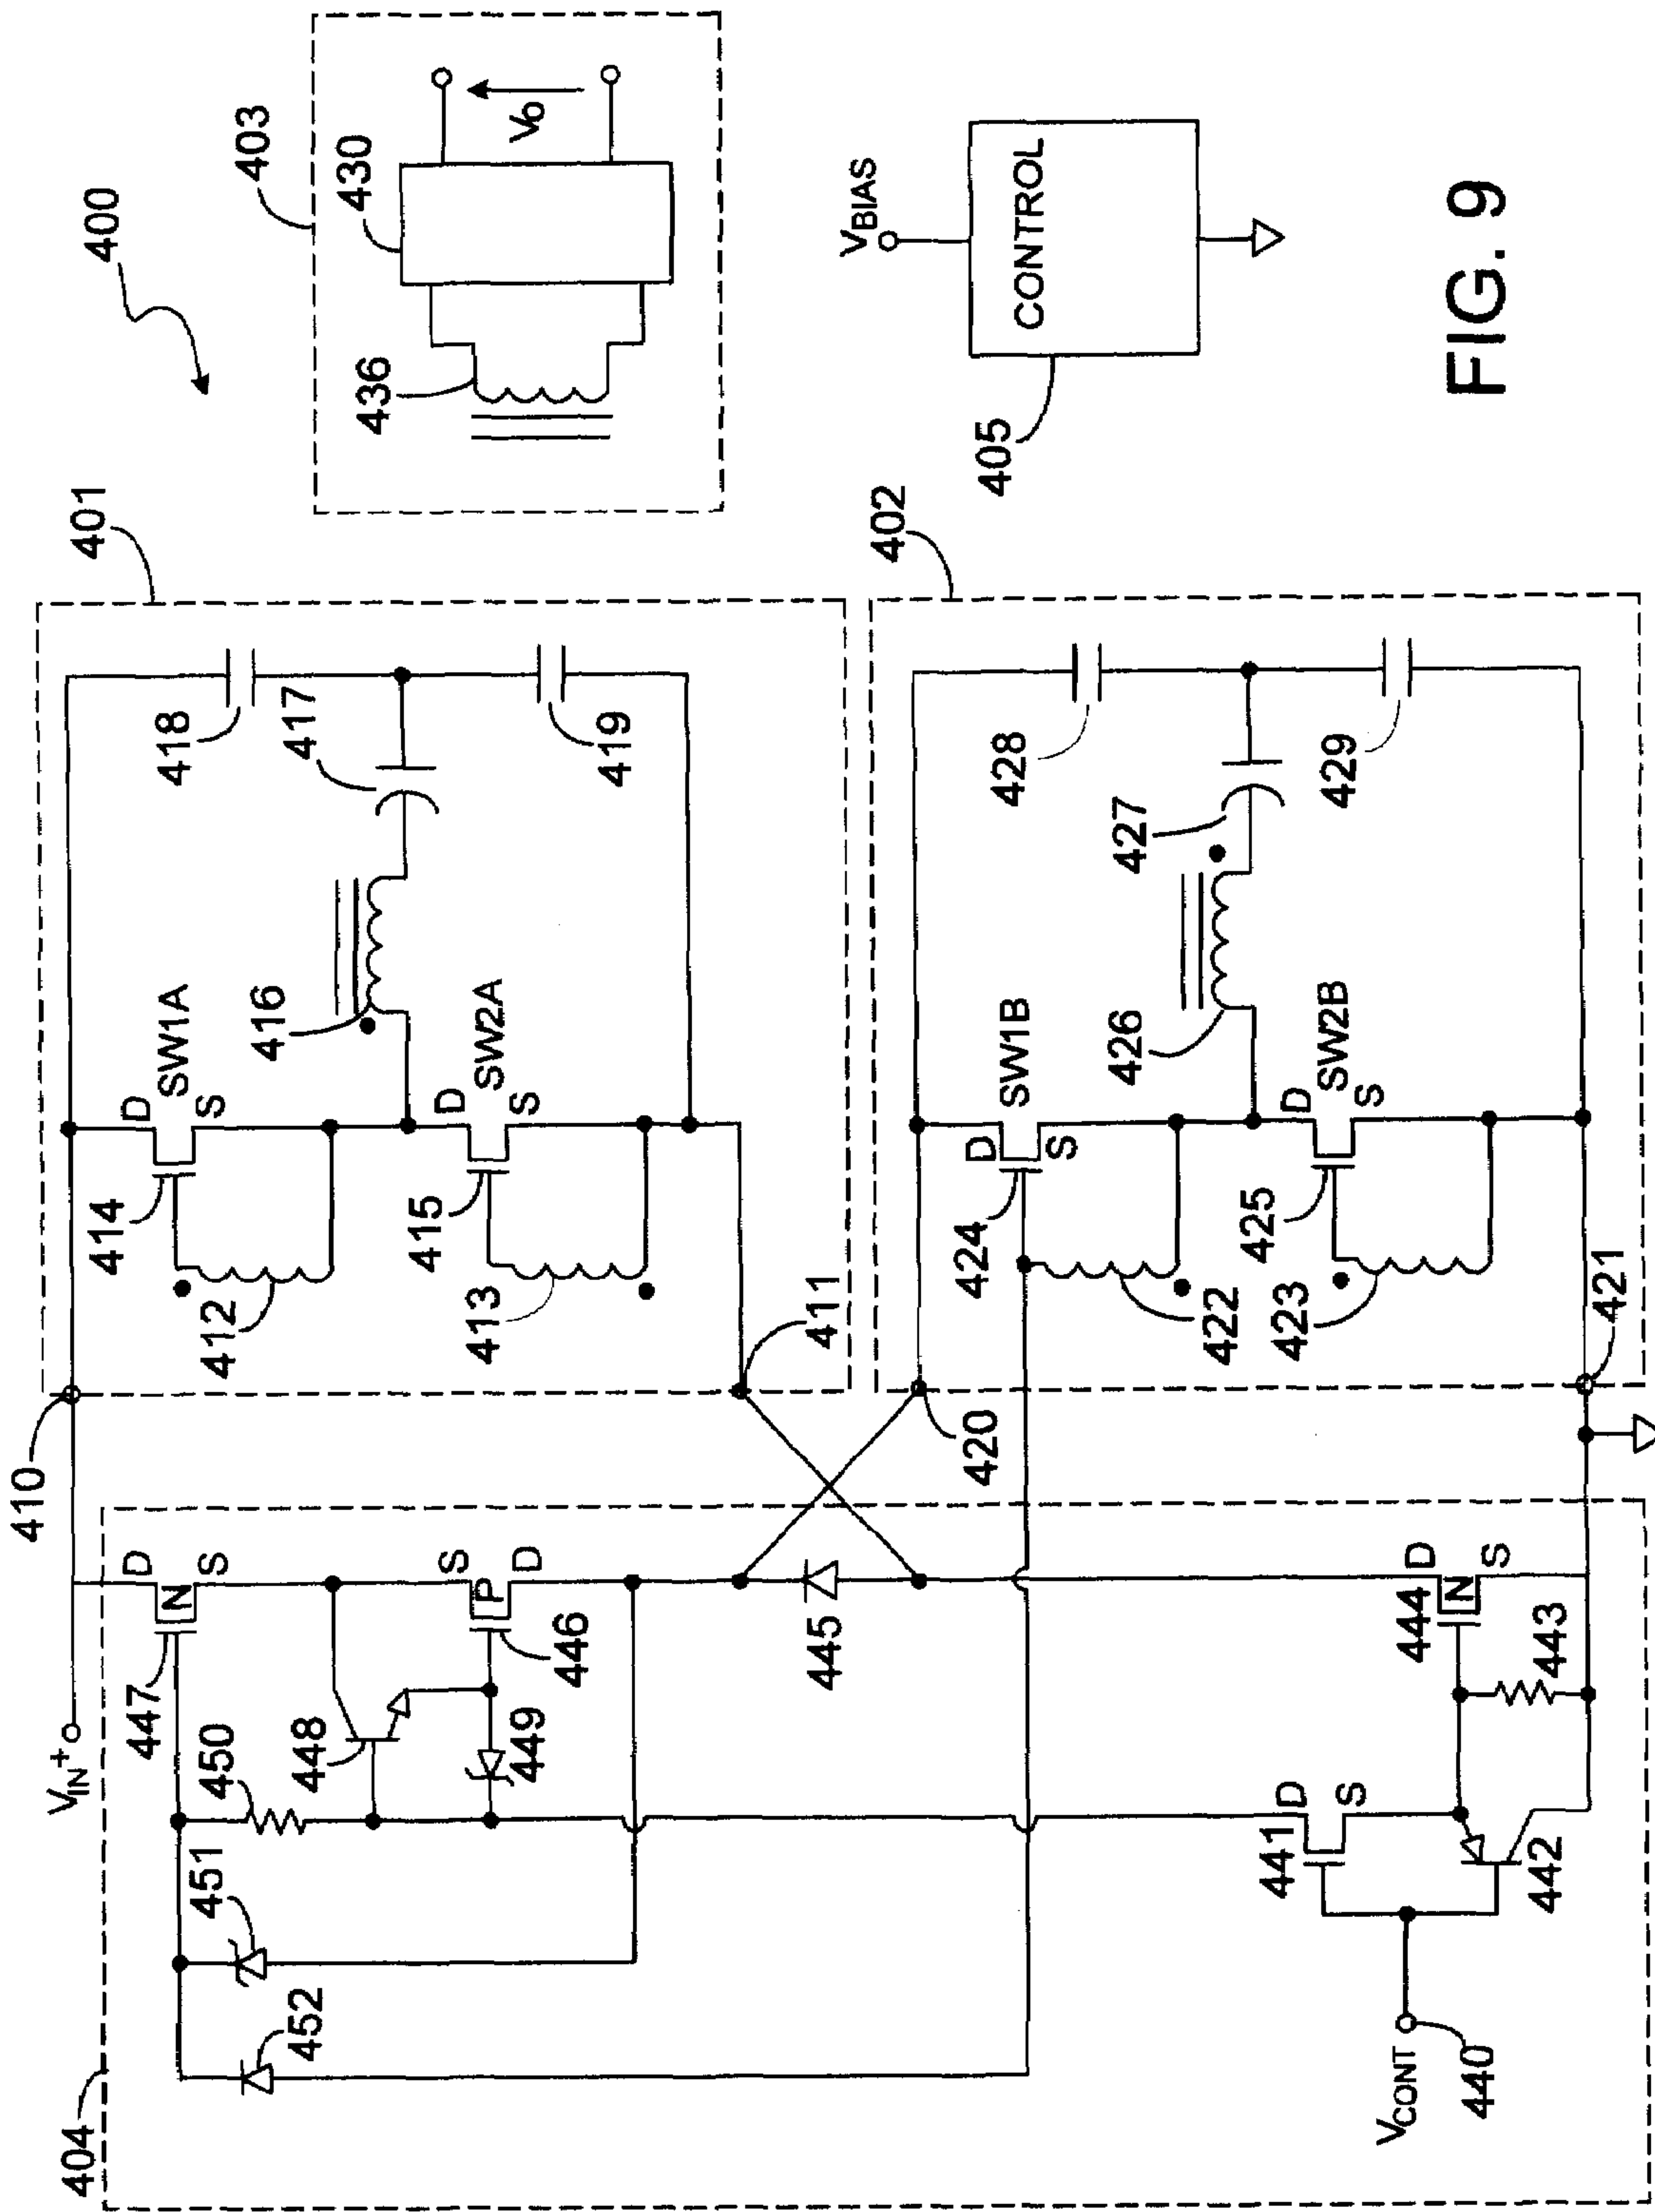 400
403
430
436
Vo
VBIAS
CONTROL
405
FIG. 9
401
418
417
419
416
SW1A
SW2A
D
S
D
S
414
412
415
413
411
410
402
428
427
429
426
SW1B
SW2B
D
S
D
S
424
422
425
423
421
420
404
VIN+
D
N
S
447
S
P
D
446
448
449
450
451
452
445
D
N
S
444
443
D
S
441
442
VCONT
440